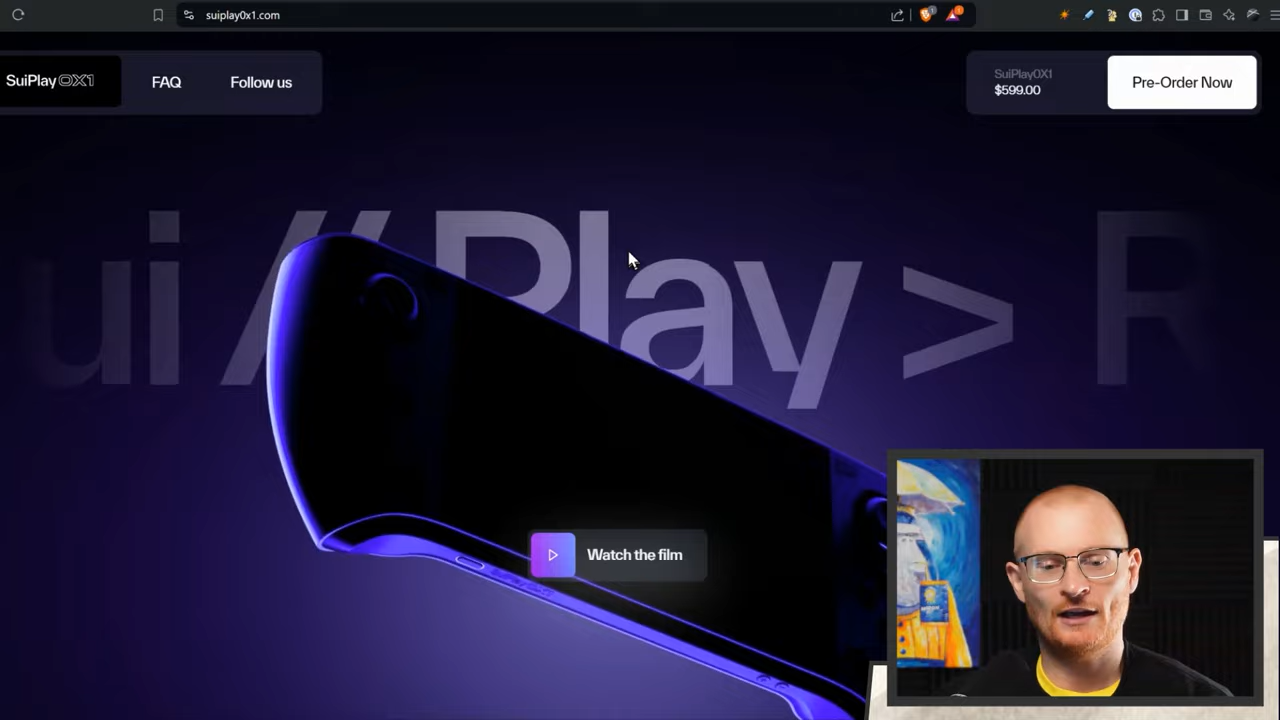 suiplay0x1.com
SuiPlay0X1
FAQ
Follow us
SuiPlay0X1
$599.00
Pre-Order Now
ui // Play > R
Watch the film